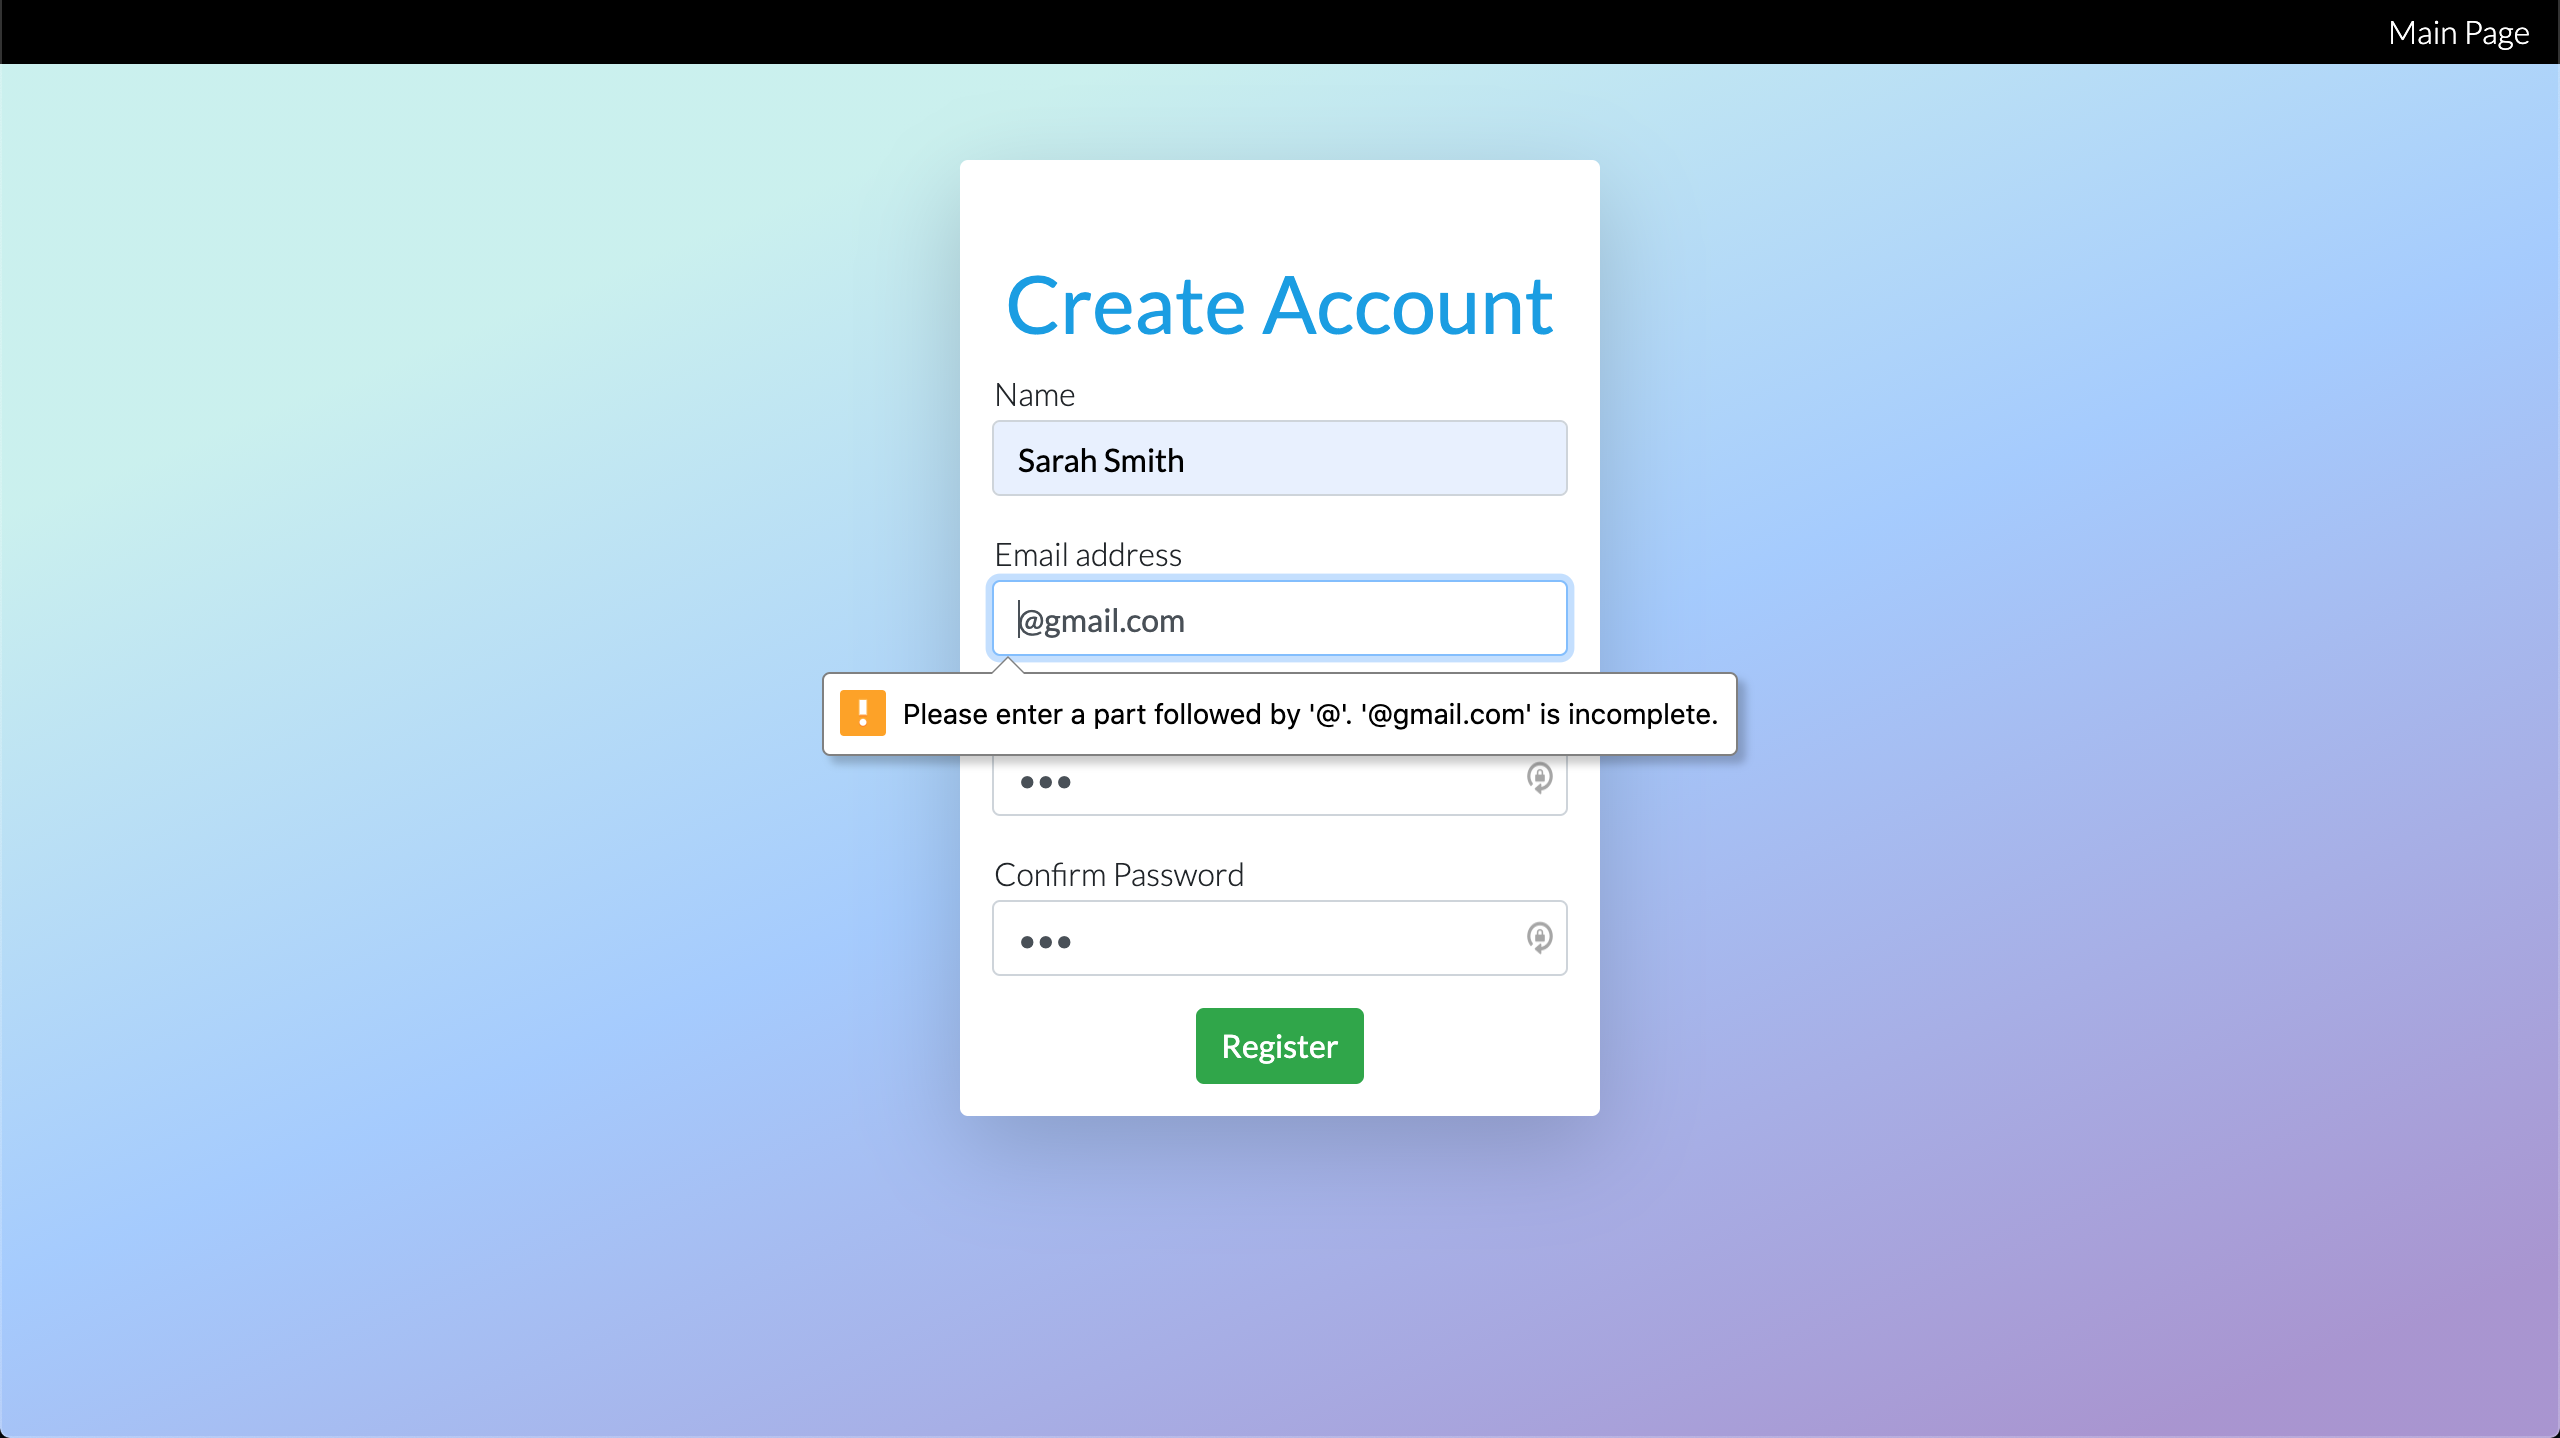 Main Page
Create Account
Name
Sarah Smith
Email address
@gmail.com
Please enter a part followed by '@'. '@gmail.com' is incomplete.
•••
Confirm Password
•••
Register